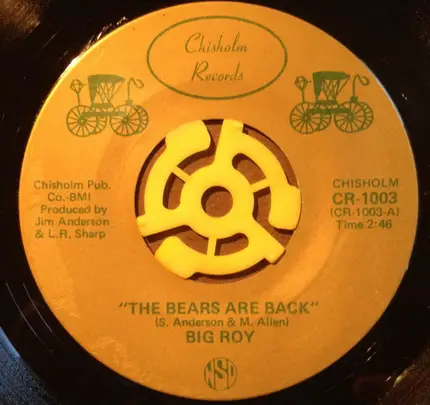 Chisholm
Records
Chisholm Pub.
Co.-BMI
Produced by
Jim Anderson
& L.R. Sharp
CHISHOLM
CR-1003
(CR-1003-A)
Time 2:46
"THE BEARS ARE BACK"
(S. Anderson & M. Allen)
BIG ROY
NSD